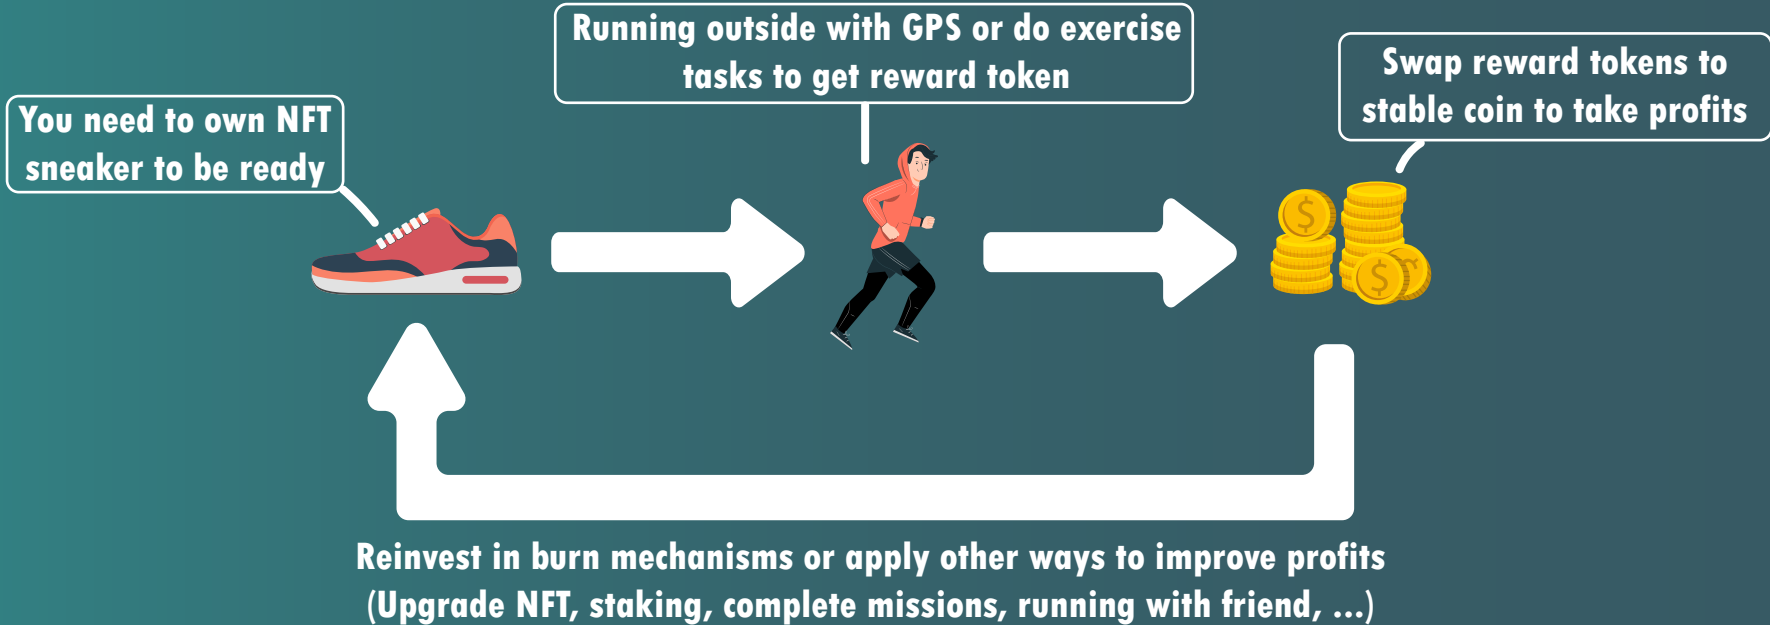 You need to own NFT
sneaker to be ready
Running outside with GPS or do exercise
tasks to get reward token
Swap reward tokens to
stable coin to take profits
Reinvest in burn mechanisms or apply other ways to improve profits
(Upgrade NFT, staking, complete missions, running with friend, ...)